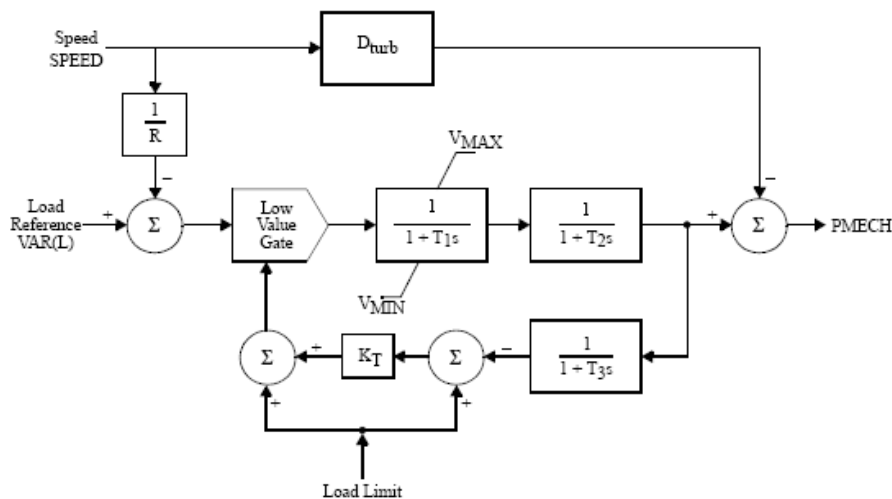 Speed
SPEED
Dturb
1
R
−
VMAX
−
Load
Reference
VAR(L)
+
Σ
Low
Value
Gate
1
1 + T1s
1
1 + T2s
+
Σ
PMECH
VMIN
Σ
+
KT
Σ
−
1
1 + T3s
+
+
Load Limit